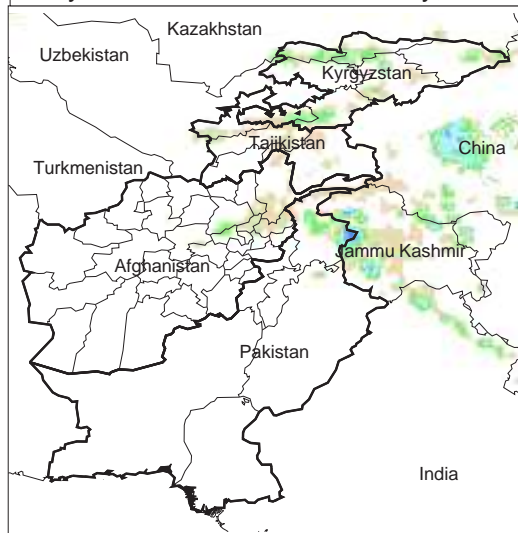 Kazakhstan
Uzbekistan
Kyrgyzstan
Tajikistan
China
Turkmenistan
Jammu Kashmir
Afghanistan
Pakistan
India